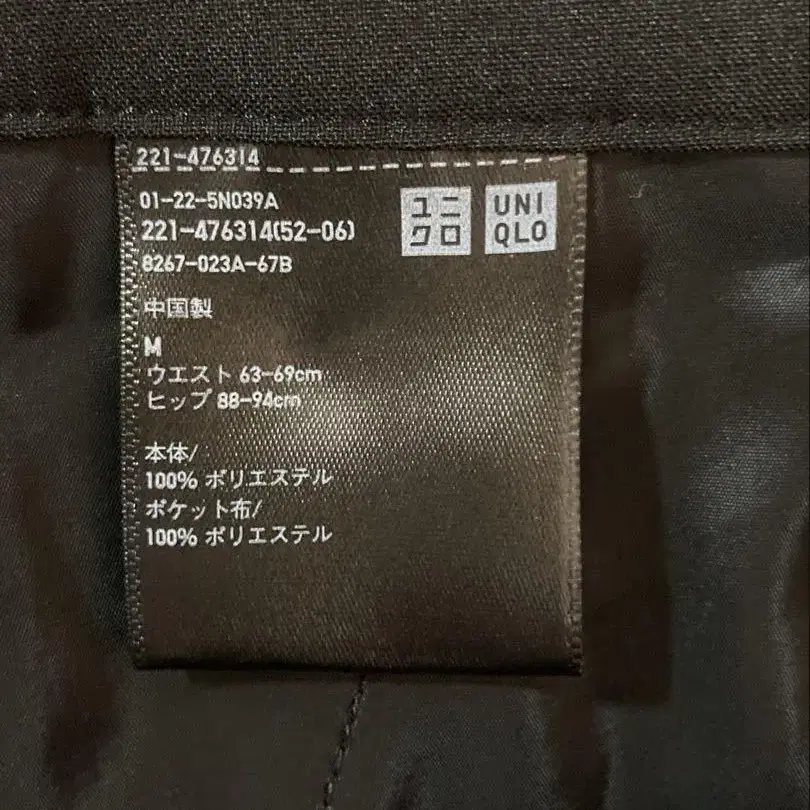 221-476314
01-22-5N039A
221-476314(52-06)
8267-023A-67B
ユニ
クロ
UNI
QLO
中国製
M
ウエスト 63-69cm
ヒップ 88-94cm
本体/
100% ポリエステル
ポケット布/
100% ポリエステル